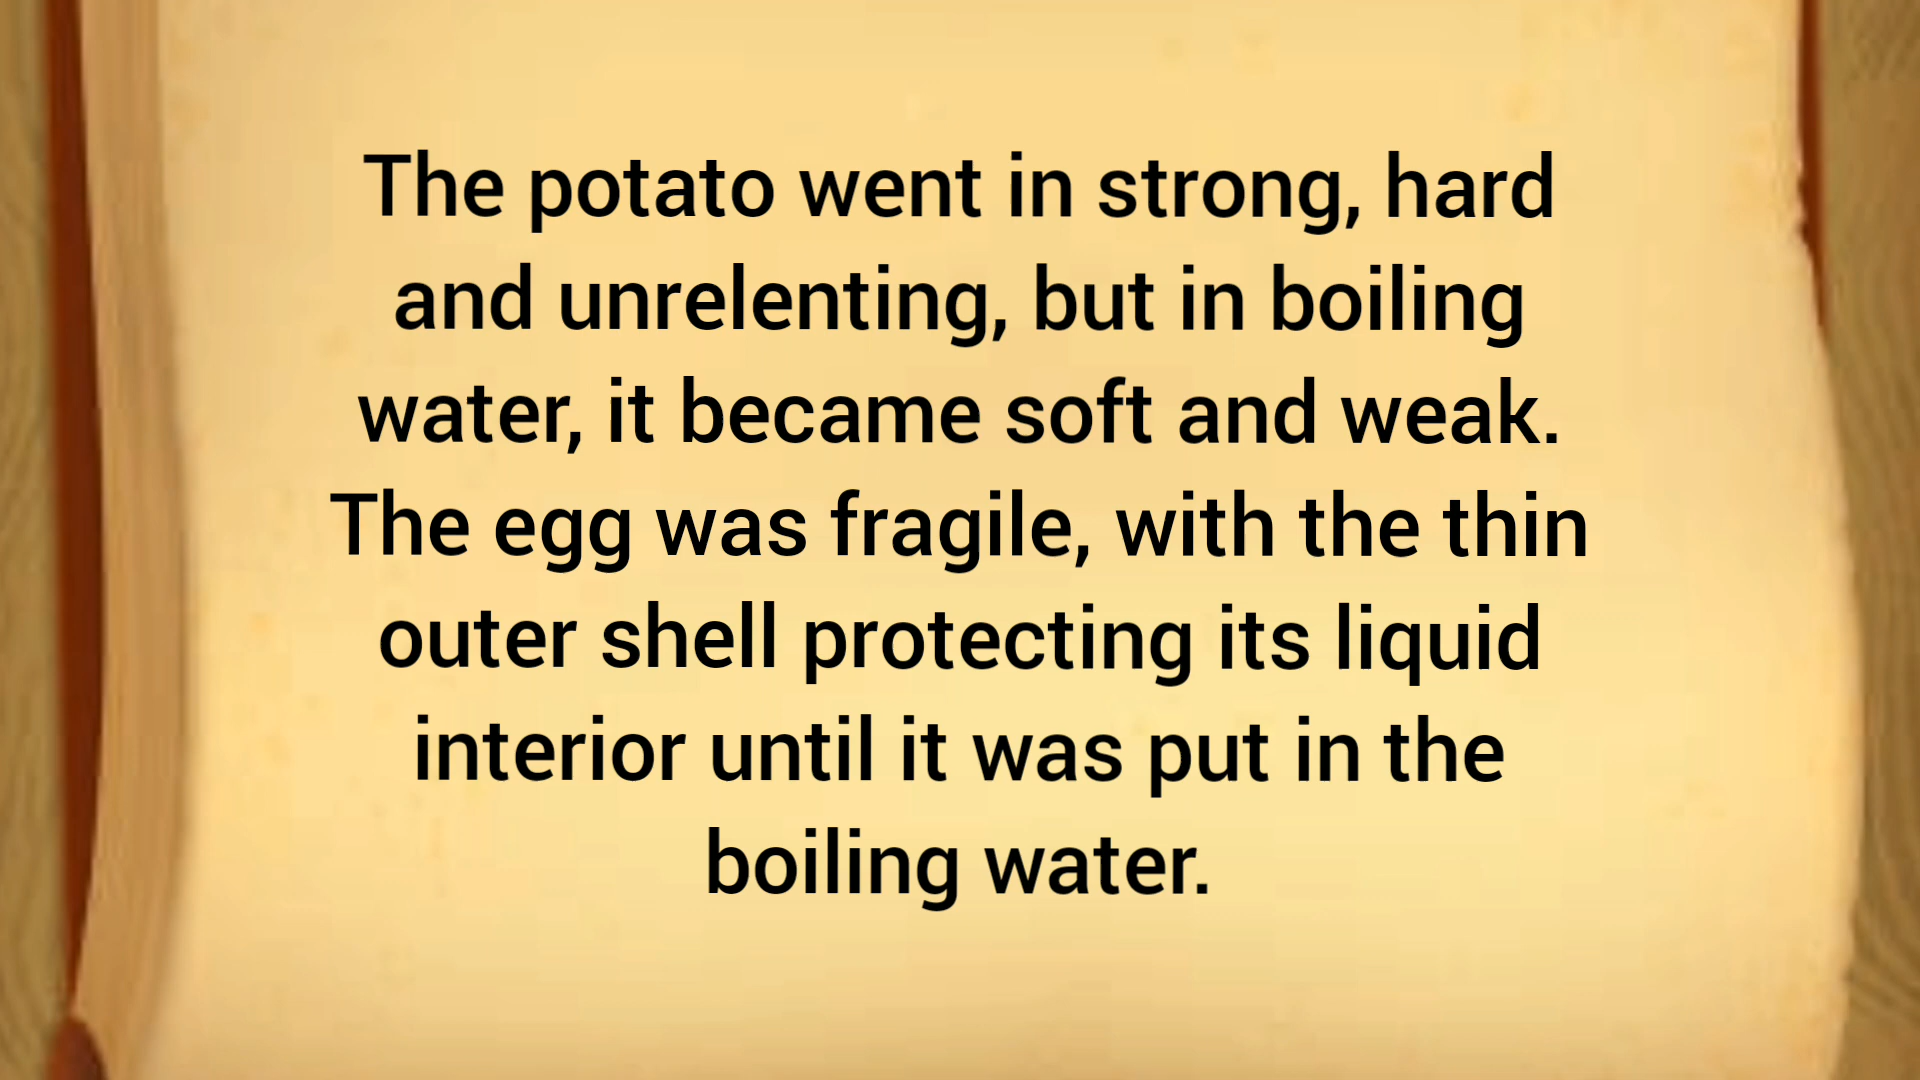 The potato went in strong, hard
and unrelenting, but in boiling
water, it became soft and weak.
The egg was fragile, with the thin
outer shell protecting its liquid
interior until it was put in the
boiling water.